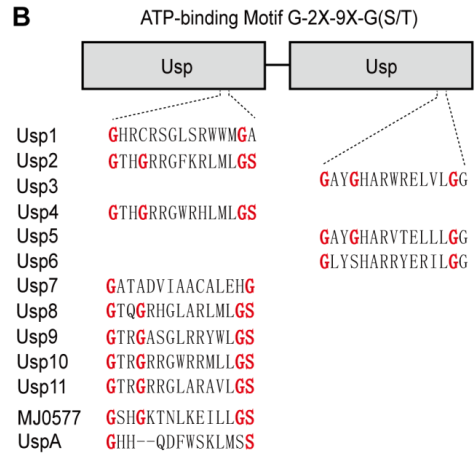 B
ATP-binding Motif G-2X-9X-G(S/T)
Usp Usp
Usp1 GHRCRSGLSRWWMGA
Usp2 GTHGRRGFKRLMLGS
Usp3 GAYGHARWRELVLGG
Usp4 GTHGRRGWRHLMLGS
Usp5 GAYGHARVTELLLGG
Usp6 GLYSHARRYERILGG
Usp7 GATADVIAACALEHG
Usp8 GTQGRHGLARLMLGS
Usp9 GTRGASGLRRYWLGS
Usp10 GTRGRRGWRRMLLGS
Usp11 GTRGRRGLARAVLGS
MJ0577 GSHGKTNLKEILLGS
UspA GHH--QDFWSKLMSS